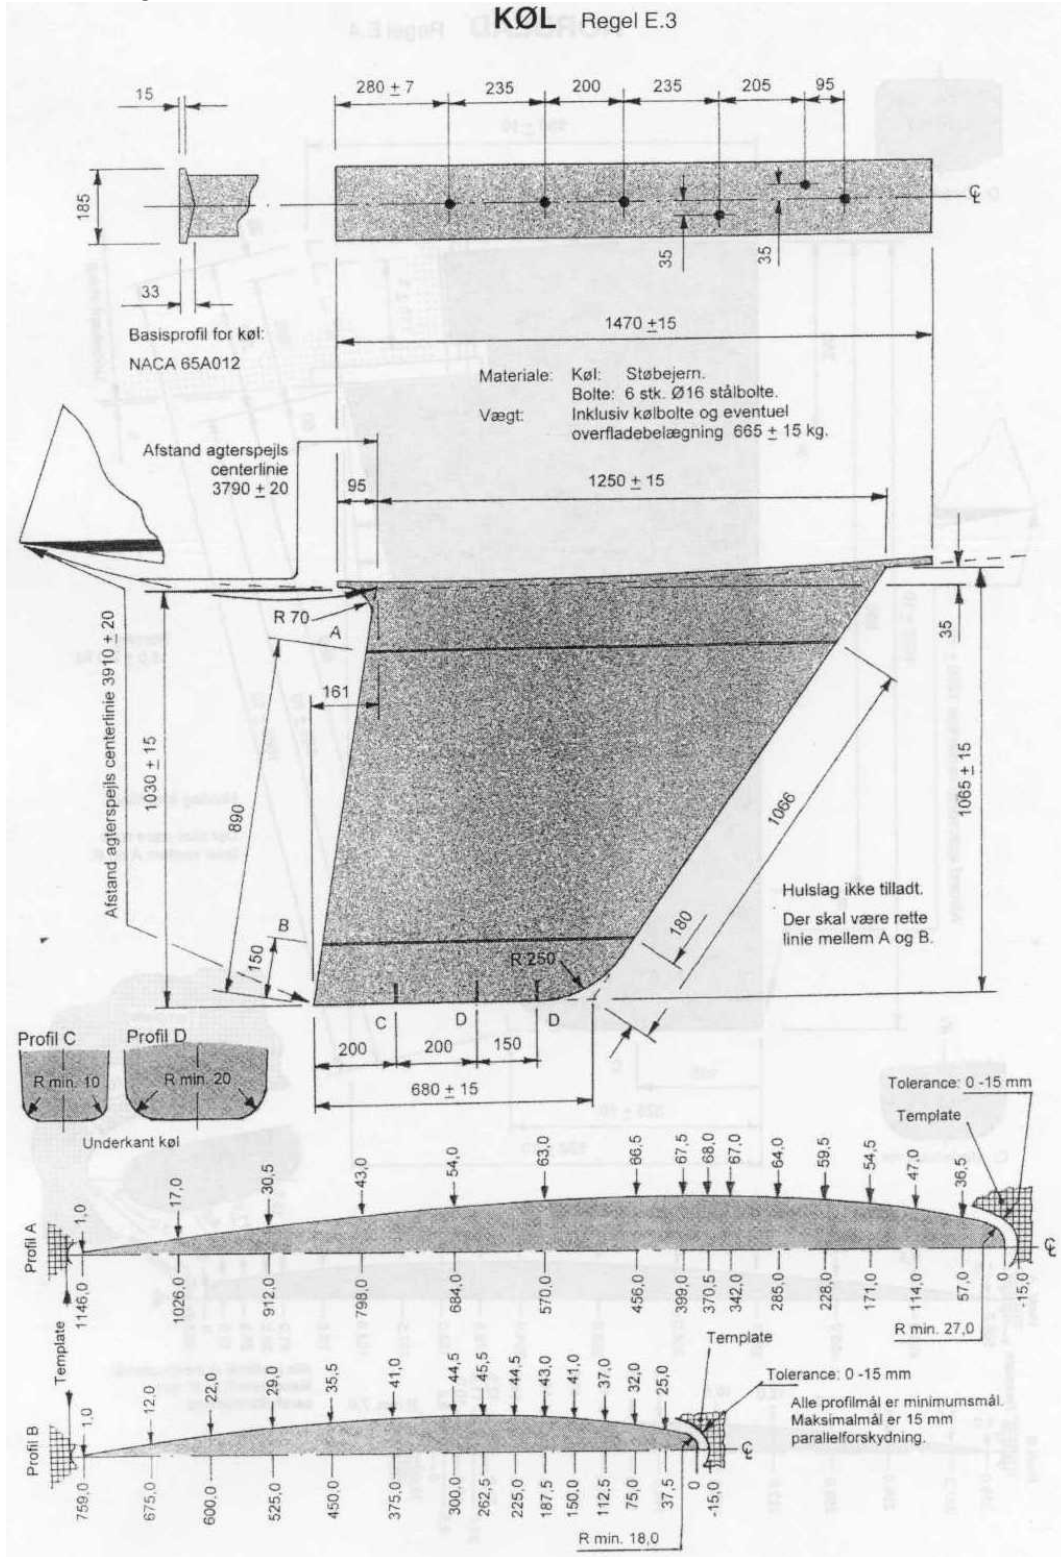 KØL Regel E.3
280 ± 7
235
200
235
205
95
15
185
33
35
35
℄
Basisprofil for køl:
NACA 65A012
1470 ±15
Materiale: Køl: Støbejern.
Bolte: 6 stk. Ø16 stålbolte.
Vægt: Inklusiv kølbolte og eventuel
overfladebelægning 665 ± 15 kg.
Afstand agterspejls
centerlinie
3790 ± 20
95
1250 ± 15
R 70
A
35
161
Afstand agterspejls centerlinie 3910 ± 20
1030 ± 15
890
1066
1065 ± 15
Hulslag ikke tilladt.
Der skal være rette
linie mellem A og B.
B
150
180
R 250
C
D
D
200
200
150
680 ± 15
Profil C
Profil D
R min. 10
R min. 20
Underkant køl
Tolerance: 0 -15 mm
Template
Profil A
1,0
17,0
30,5
43,0
54,0
63,0
66,5
67,5
68,0
67,0
64,0
59,5
54,5
47,0
36,5
℄
1146,0
1026,0
912,0
798,0
684,0
570,0
456,0
399,0
370,5
342,0
285,0
228,0
171,0
114,0
57,0
0
-15,0
R min. 27,0
Template
Template
Tolerance: 0 -15 mm
Alle profilmål er minimumsmål.
Maksimalmål er 15 mm
parallelforskydning.
Profil B
1,0
12,0
22,0
29,0
35,5
41,0
44,5
45,5
44,5
43,0
41,0
37,0
32,0
25,0
℄
759,0
675,0
600,0
525,0
450,0
375,0
300,0
262,5
225,0
187,5
150,0
112,5
75,0
37,5
0
-15,0
R min. 18,0